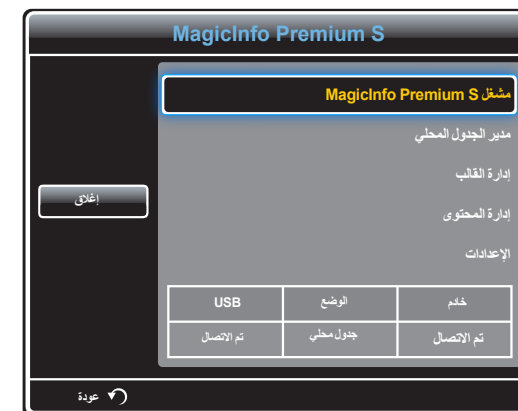 MagicInfo Premium S
مشغل MagicInfo Premium S
مدير الجدول المحلي
إدارة القالب
إدارة المحتوى
الإعدادات
إغلاق
خادم الوضع USB
تم الاتصال جدول محلي تم الاتصال
عودة